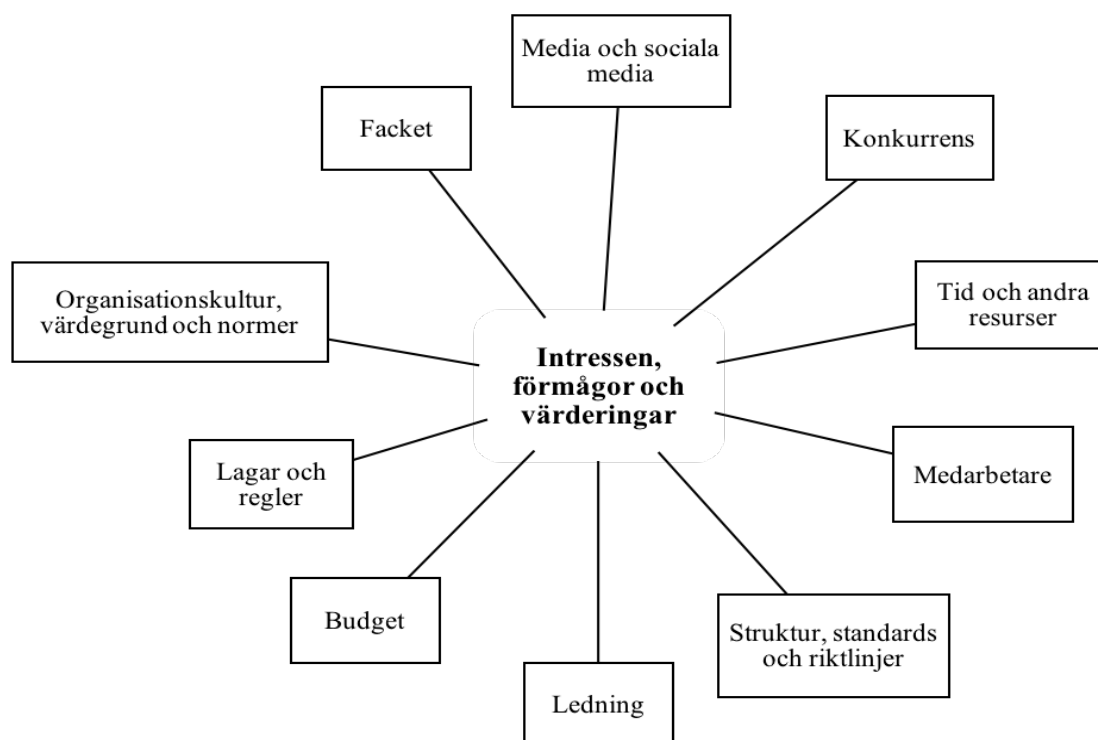 Media och sociala
media
Facket
Konkurrens
Organisationskultur,
värdegrund och normer
Tid och andra
resurser
Intressen,
förmågor och
värderingar
Lagar och
regler
Medarbetare
Budget
Struktur, standards
och riktlinjer
Ledning